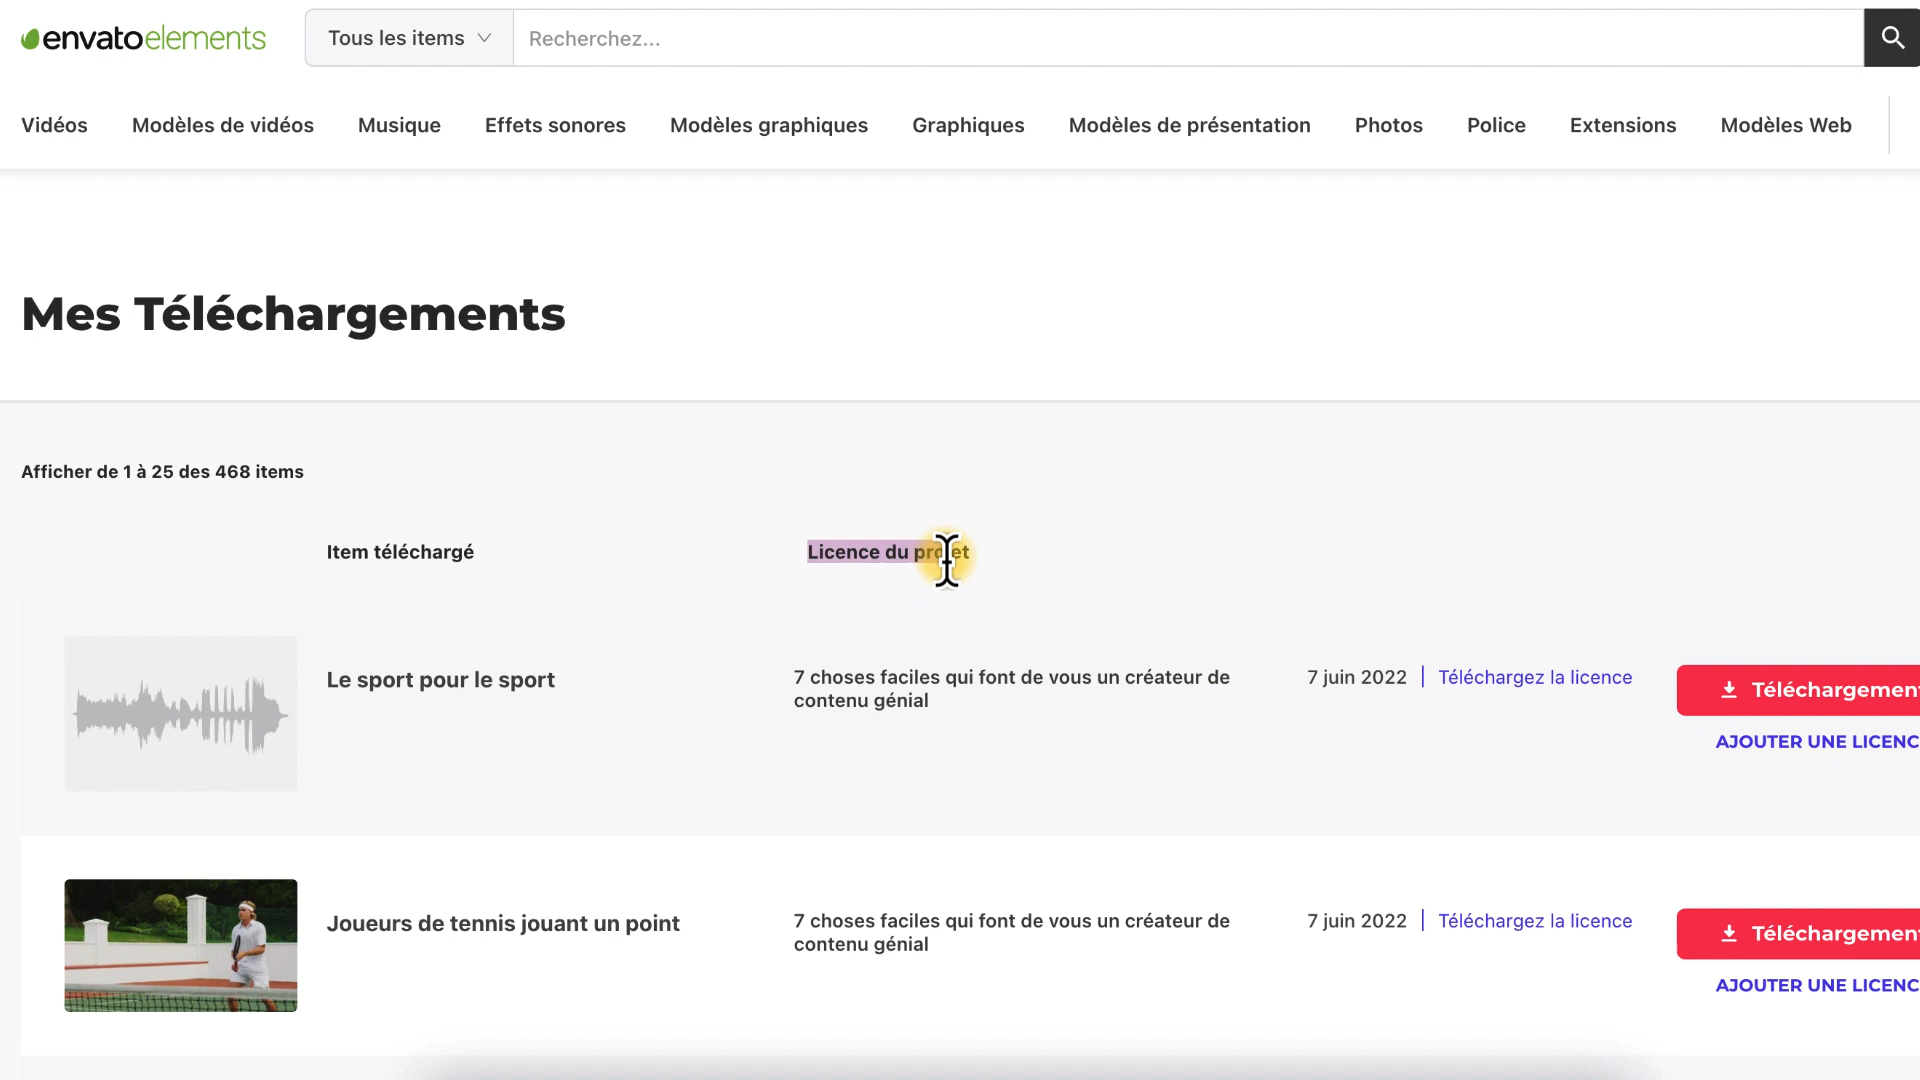 envatoelements
Tous les items
Recherchez...
Vidéos Modèles de vidéos Musique Effets sonores Modèles graphiques Graphiques Modèles de présentation Photos Police Extensions Modèles Web
Mes Téléchargements
Afficher de 1 à 25 des 468 items
Item téléchargé Licence du projet
Le sport pour le sport
7 choses faciles qui font de vous un créateur de
contenu génial
7 juin 2022 | Téléchargez la licence
Téléchargement
AJOUTER UNE LICENC
Joueurs de tennis jouant un point
7 choses faciles qui font de vous un créateur de
contenu génial
7 juin 2022 | Téléchargez la licence
Téléchargement
AJOUTER UNE LICENC